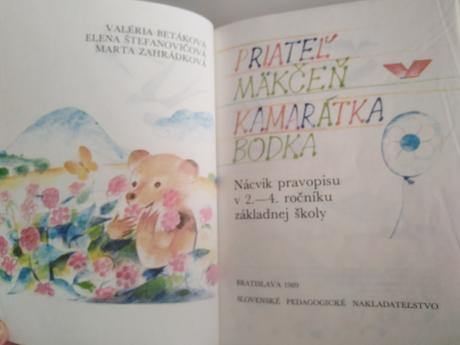 VALÉRIA BETÁKOVÁ
ELENA ŠTEFANOVIČOVÁ
MARTA ZAHRÁDKOVÁ
PRIATEĽ
MÄKČEŇ
KAMARÁTKA
BODKA
Nácvik pravopisu
v 2.—4. ročníku
základnej školy
BRATISLAVA 1989
SLOVENSKÉ PEDAGOGICKÉ NAKLADATEĽSTVO